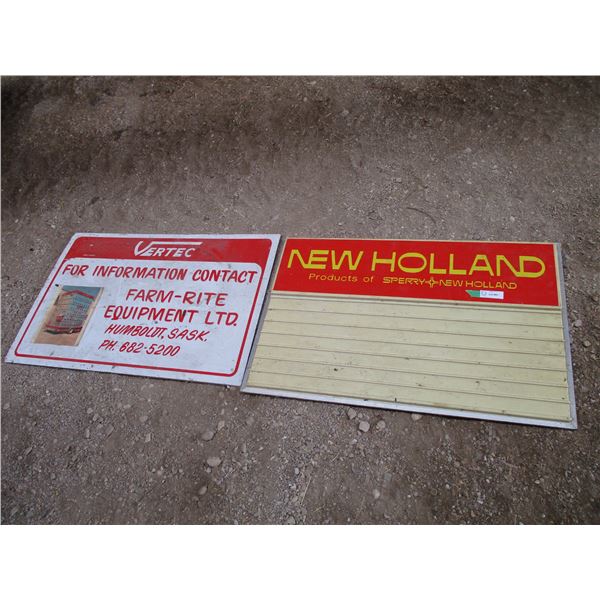 VERTEC
FOR INFORMATION CONTACT
FARM-RITE
EQUIPMENT LTD.
HUMBOLDT, SASK.
PH. 682-5200
NEW HOLLAND
Products of SPERRY NEW HOLLAND